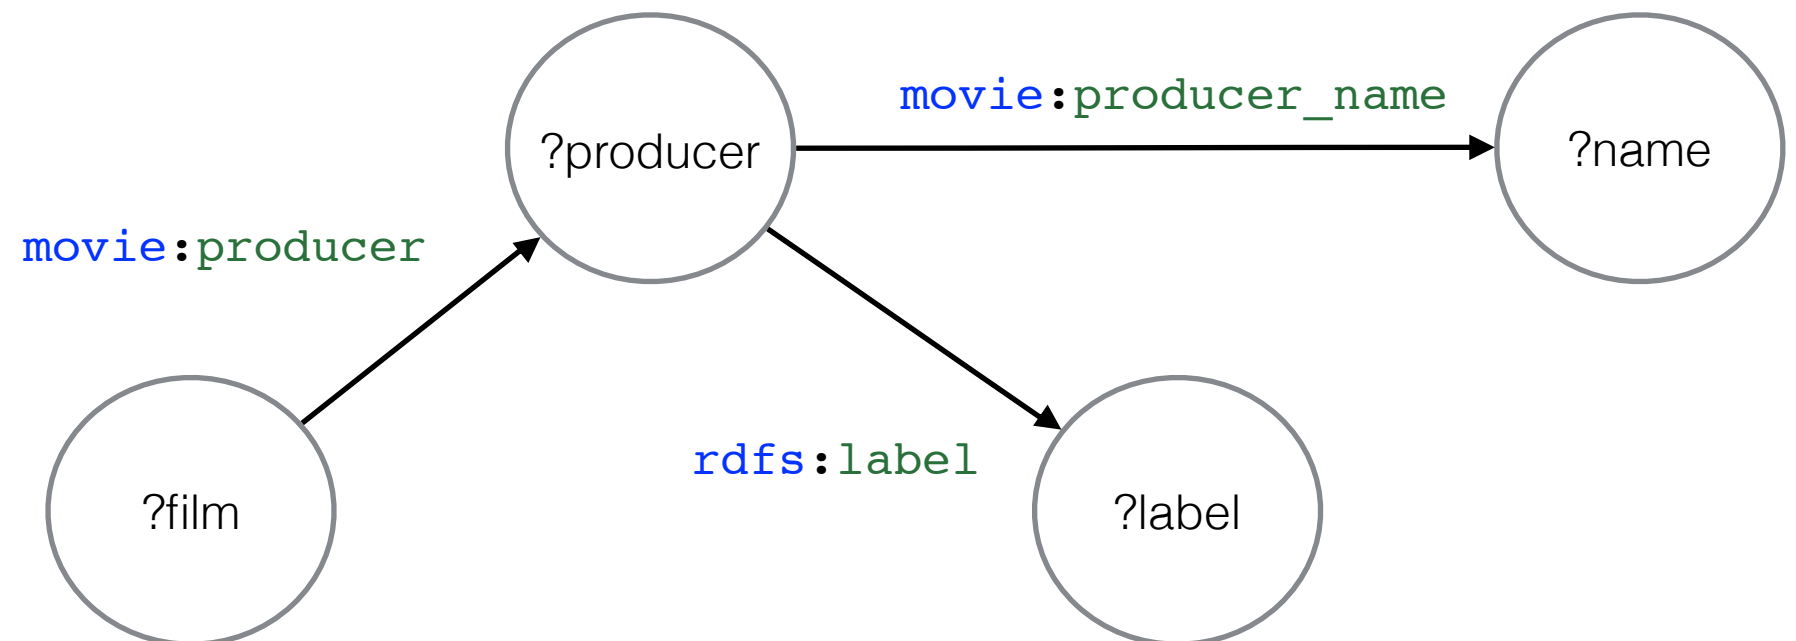 movie:producer_name
?producer
?name
movie:producer
rdfs:label
?film
?label